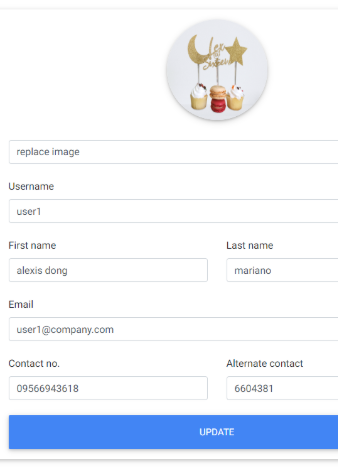 replace image
Username
user1
First name Last name
alexis dong mariano
Email
user1@company.com
Contact no. Alternate contact
09566943618 6604381
UPDATE